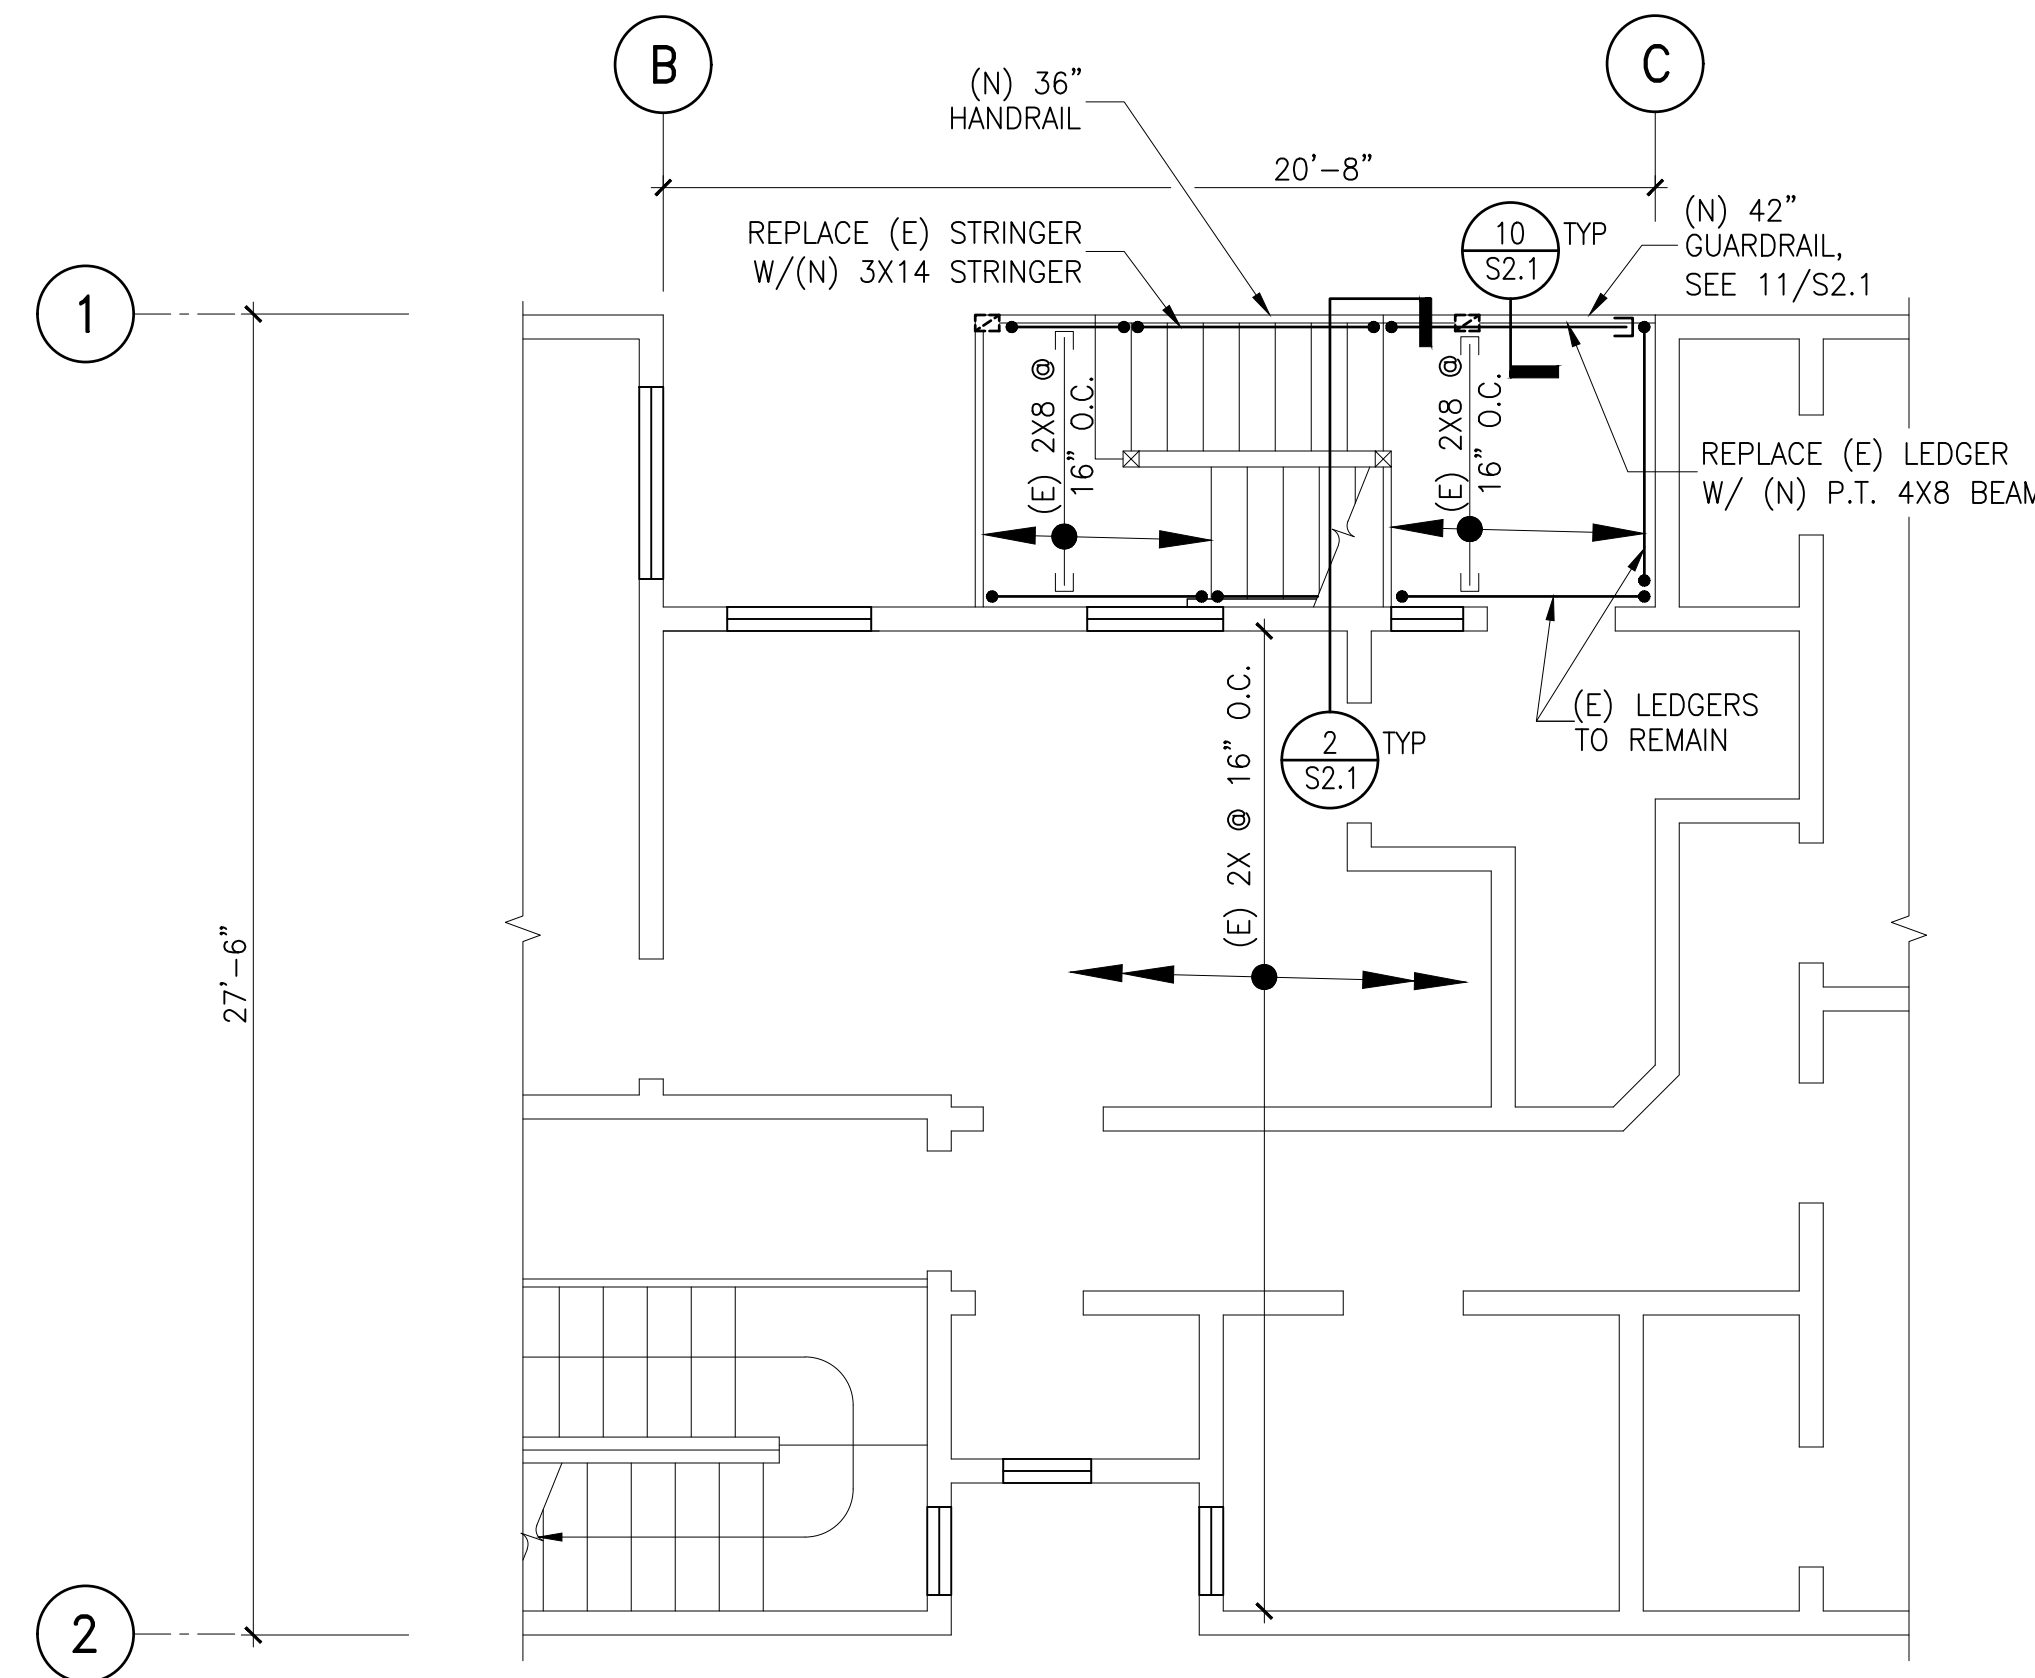 B
C
(N) 36”
HANDRAIL
20’-8”
REPLACE (E) STRINGER
W/(N) 3X14 STRINGER
10
S2.1
TYP
(N) 42”
GUARDRAIL,
SEE 11/S2.1
1
(E) 2X8 @
16” O.C.
(E) 2X8 @
16” O.C.
REPLACE (E) LEDGER
W/ (N) P.T. 4X8 BEAM
(E) LEDGERS
TO REMAIN
2
S2.1
TYP
(E) 2X @ 16” O.C.
27’-6”
2